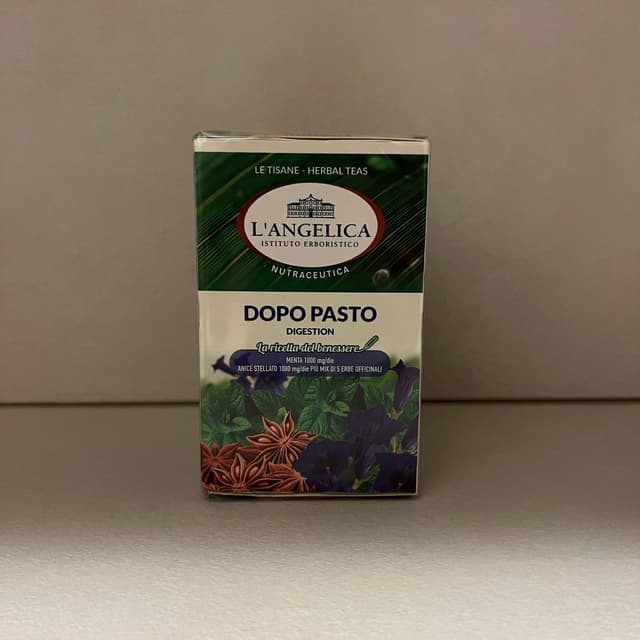 LE TISANE - HERBAL TEAS
L'ANGELICA
ISTITUTO ERBORISTICO
NUTRACEUTICA
DOPO PASTO
DIGESTION
La ricetta del benessere
MENTA 1000 mg/die
ANICE STELLATO 1080 mg/die PIÙ MIX DI 5 ERBE OFFICINALI